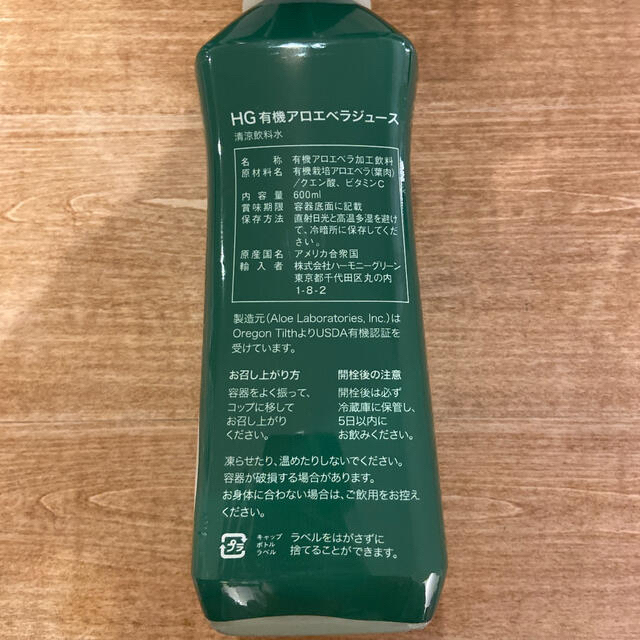 HG有機アロエベラジュース
清涼飲料水
名　　称　有機アロエベラ加工飲料
原材料名　有機栽培アロエベラ(葉肉)
/クエン酸、ビタミンC
内 容 量　600ml
賞味期限　容器底面に記載
保存方法　直射日光と高温多湿を避け
て、冷暗所に保存してくだ
さい。
原産国名　アメリカ合衆国
輸 入 者　株式会社ハーモニーグリーン
東京都千代田区丸の内
1-8-2
製造元(Aloe Laboratories, Inc.)は
Oregon TilthよりUSDA有機認証を
受けています。
お召し上がり方
容器をよく振って、
コップに移して
お召し上がり
ください。
開栓後の注意
開栓後は必ず
冷蔵庫に保管し、
5日以内に
お飲みください。
凍らせたり、温めたりしないでください。
容器が破損する場合があります。
お身体に合わない場合は、ご飲用をお控え
ください。
プラ
キャップ
ボトル
ラベル
ラベルをはがさずに
捨てることができます。